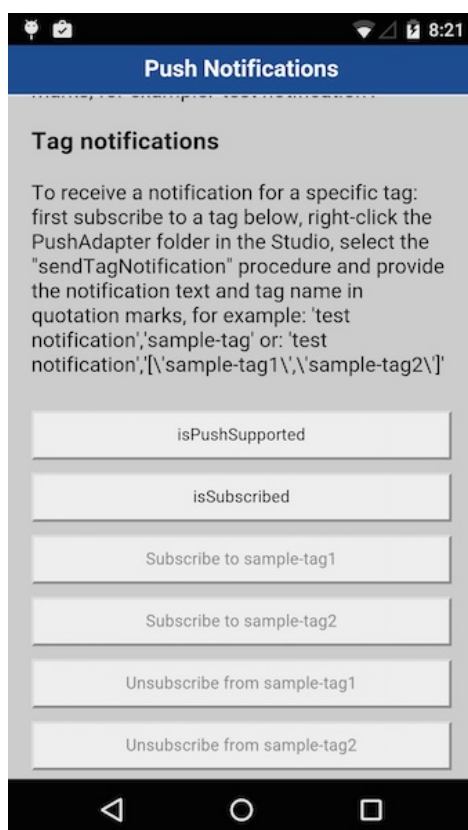 8:21
Push Notifications
Tag notifications
To receive a notification for a specific tag:
first subscribe to a tag below, right-click the
PushAdapter folder in the Studio, select the
"sendTagNotification" procedure and provide
the notification text and tag name in
quotation marks, for example: 'test
notification','sample-tag' or: 'test
notification','[\'sample-tag1\',\'sample-tag2\']'
isPushSupported
isSubscribed
Subscribe to sample-tag1
Subscribe to sample-tag2
Unsubscribe from sample-tag1
Unsubscribe from sample-tag2